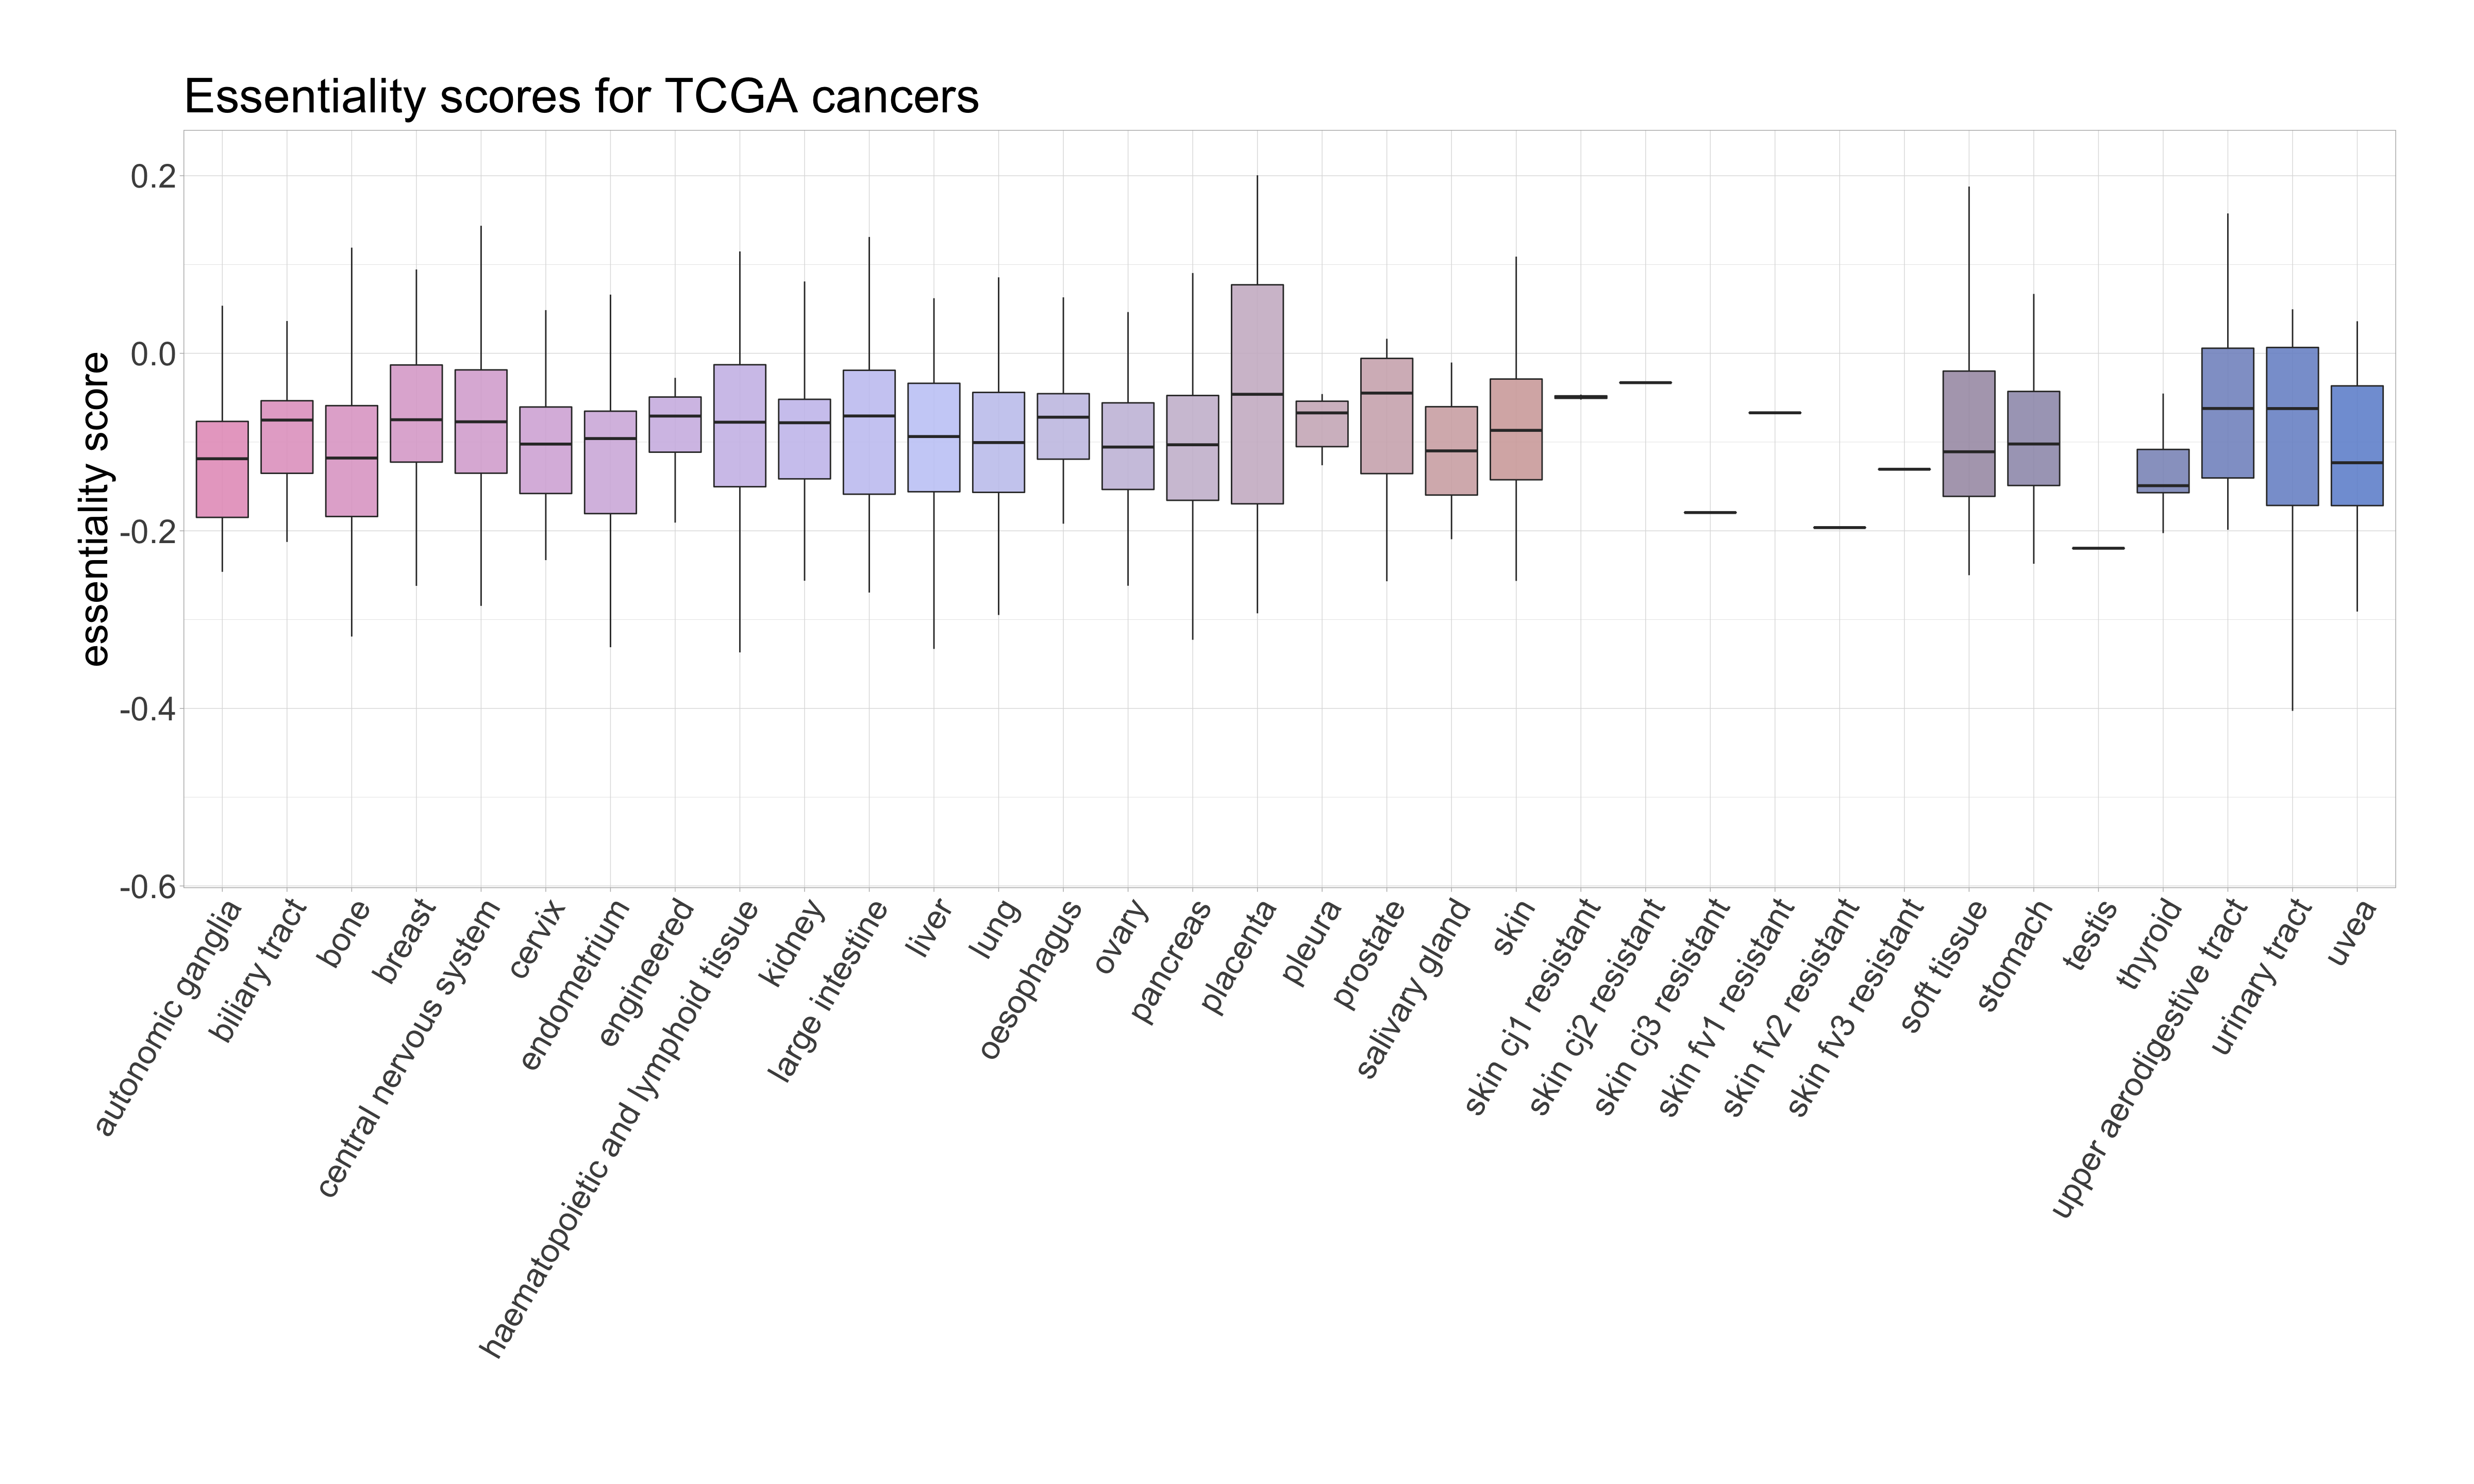 Essentiality scores for TCGA cancers
essentiality score
0.2
0.0
-0.2
-0.4
-0.6
autonomic ganglia
biliary tract
bone
breast
central nervous system
cervix
endometrium
engineered
haematopoietic and lymphoid tissue
kidney
large intestine
liver
lung
oesophagus
ovary
pancreas
placenta
pleura
prostate
salivary gland
skin
skin cj1 resistant
skin cj2 resistant
skin cj3 resistant
skin fv1 resistant
skin fv2 resistant
skin fv3 resistant
soft tissue
stomach
testis
thyroid
upper aerodigestive tract
urinary tract
uvea